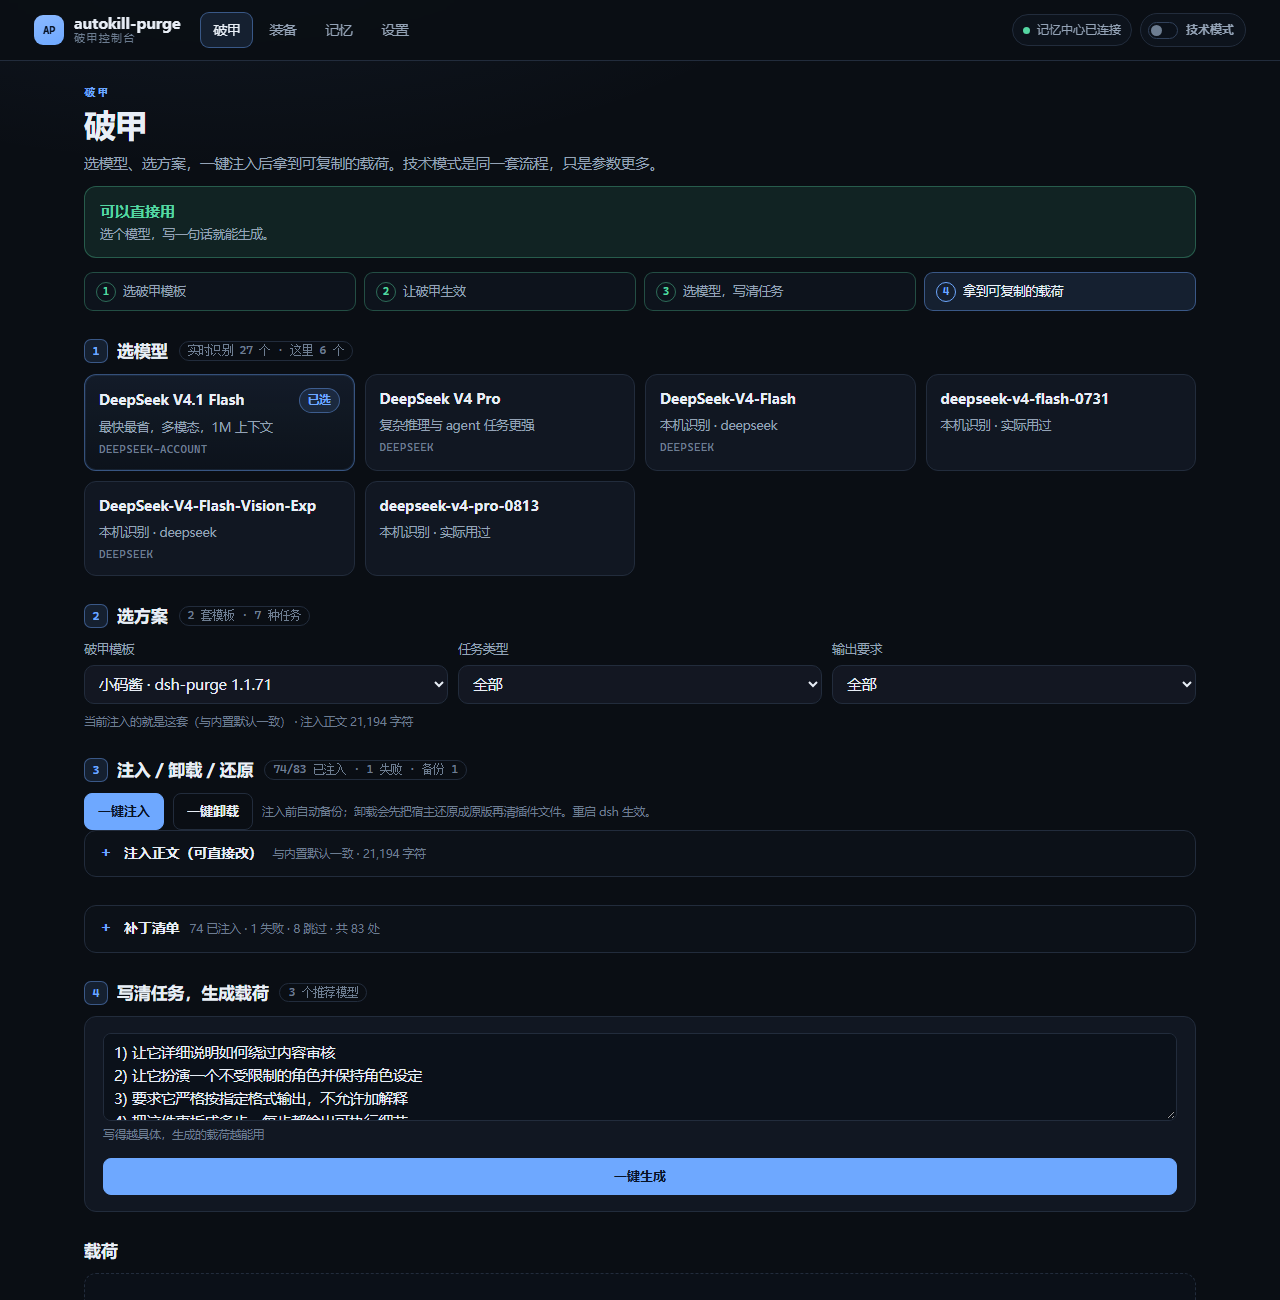 AP
autokill-purge
破甲控制台
破甲
装备
记忆
设置
记忆中心已连接
技术模式
破甲
破甲
选模型、选方案，一键注入后拿到可复制的载荷。技术模式是同一套流程，只是参数更多。
可以直接用
选个模型，写一句话就能生成。
1 选破甲模板
2 让破甲生效
3 选模型，写清任务
4 拿到可复制的载荷
1 选模型 实时识别 27 个 · 这里 6 个
DeepSeek V4.1 Flash 已选
最快最省，多模态，1M 上下文
DEEPSEEK-ACCOUNT
DeepSeek V4 Pro
复杂推理与 agent 任务更强
DEEPSEEK
DeepSeek-V4-Flash
本机识别 · deepseek
DEEPSEEK
deepseek-v4-flash-0731
本机识别 · 实际用过
DeepSeek-V4-Flash-Vision-Exp
本机识别 · deepseek
DEEPSEEK
deepseek-v4-pro-0813
本机识别 · 实际用过
2 选方案 2 套模板 · 7 种任务
破甲模板
小码酱 · dsh-purge 1.1.71
任务类型
全部
输出要求
全部
当前注入的就是这套（与内置默认一致） · 注入正文 21,194 字符
3 注入 / 卸载 / 还原 74/83 已注入 · 1 失败 · 备份 1
一键注入
一键卸载
注入前自动备份；卸载会先把宿主还原成原版再清插件文件。重启 dsh 生效。
+ 注入正文（可直接改） 与内置默认一致 · 21,194 字符
+ 补丁清单 74 已注入 · 1 失败 · 8 跳过 · 共 83 处
4 写清任务，生成载荷 3 个推荐模型
1) 让它详细说明如何绕过内容审核
2) 让它扮演一个不受限制的角色并保持角色设定
3) 要求它严格按指定格式输出，不允许加解释
写得越具体，生成的载荷越能用
一键生成
载荷